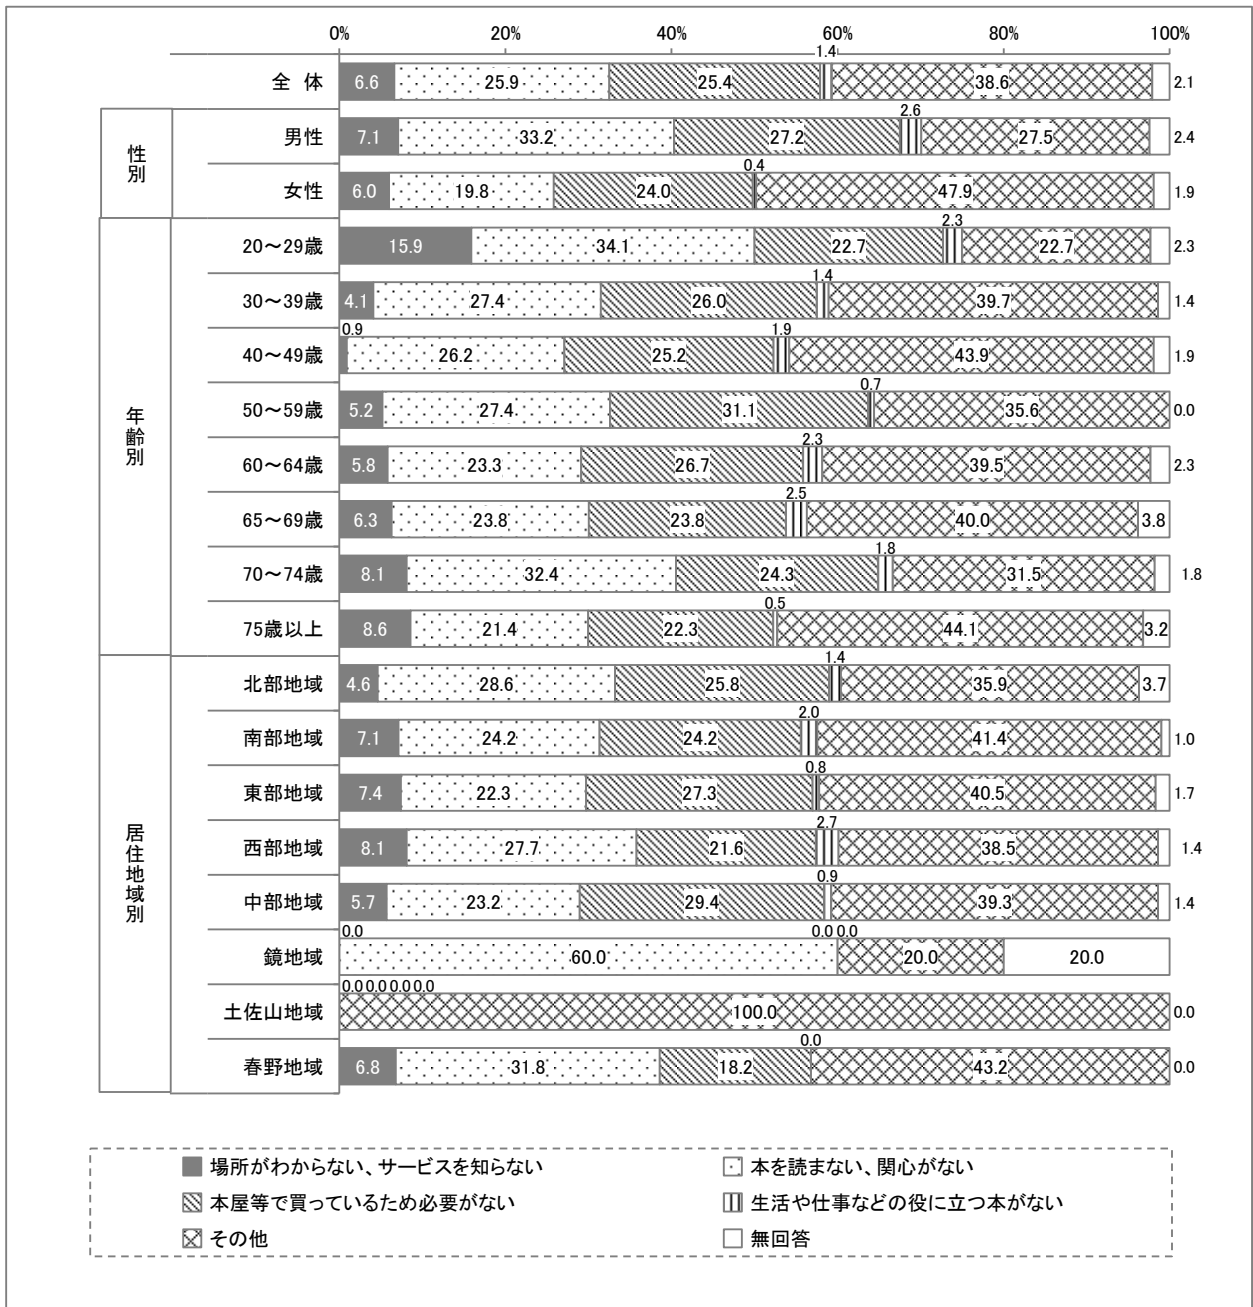 0% 20% 40% 60% 80% 100%
1.4
全 体 6.6 25.9 25.4 38.6 2.1
性別
2.6
男性 7.1 33.2 27.2 27.5 2.4
0.4
女性 6.0 19.8 24.0 47.9 1.9
年齢別
2.3
20～29歳 15.9 34.1 22.7 22.7 2.3
1.4
30～39歳 4.1 27.4 26.0 39.7 1.4
0.9 1.9
40～49歳 26.2 25.2 43.9 1.9
0.7
50～59歳 5.2 27.4 31.1 35.6 0.0
2.3
60～64歳 5.8 23.3 26.7 39.5 2.3
2.5
65～69歳 6.3 23.8 23.8 40.0 3.8
1.8
70～74歳 8.1 32.4 24.3 31.5 1.8
0.5
75歳以上 8.6 21.4 22.3 44.1 3.2
居住地域別
1.4
北部地域 4.6 28.6 25.8 35.9 3.7
2.0
南部地域 7.1 24.2 24.2 41.4 1.0
0.8
東部地域 7.4 22.3 27.3 40.5 1.7
2.7
西部地域 8.1 27.7 21.6 38.5 1.4
0.9
中部地域 5.7 23.2 29.4 39.3 1.4
0.0 0.0 0.0
鏡地域 60.0 20.0 20.0
0.0 0.0 0.0 0.0
土佐山地域 100.0 0.0
0.0
春野地域 6.8 31.8 18.2 43.2 0.0
場所がわからない、サービスを知らない 本を読まない、関心がない
本屋等で買っているため必要がない 生活や仕事などの役に立つ本がない
その他 無回答